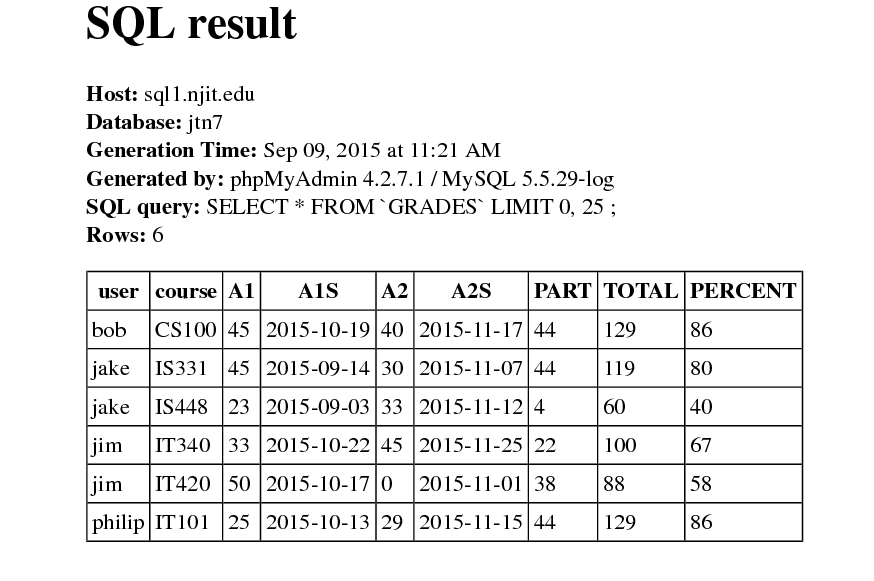 SQL result
Host: sql1.njit.edu
Database: jtn7
Generation Time: Sep 09, 2015 at 11:21 AM
Generated by: phpMyAdmin 4.2.7.1 / MySQL 5.5.29-log
SQL query: SELECT * FROM `GRADES` LIMIT 0, 25 ;
Rows: 6
user course A1 A1S A2 A2S PART TOTAL PERCENT
bob CS100 45 2015-10-19 40 2015-11-17 44 129 86
jake IS331 45 2015-09-14 30 2015-11-07 44 119 80
jake IS448 23 2015-09-03 33 2015-11-12 4 60 40
jim IT340 33 2015-10-22 45 2015-11-25 22 100 67
jim IT420 50 2015-10-17 0 2015-11-01 38 88 58
philip IT101 25 2015-10-13 29 2015-11-15 44 129 86